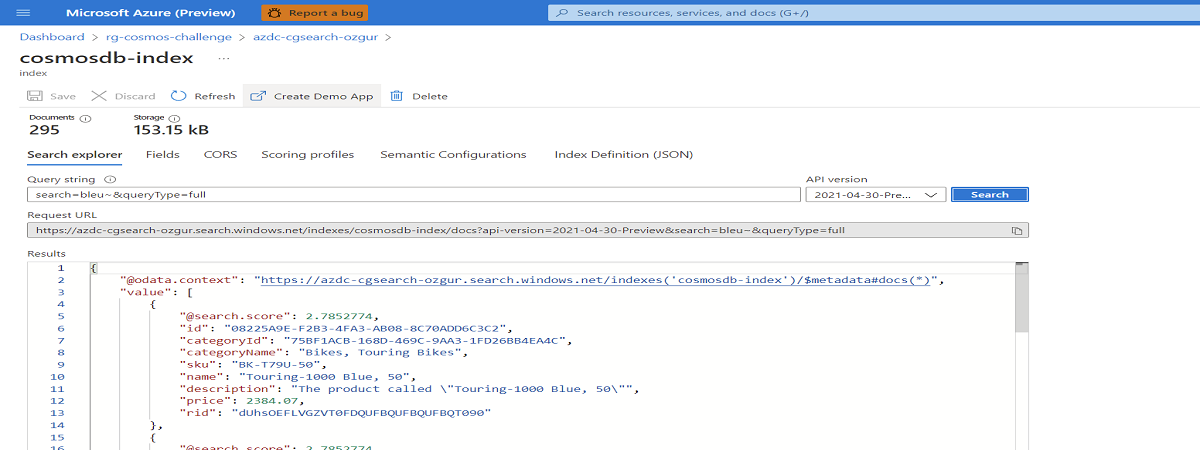 Microsoft Azure (Preview) Report a bug Search resources, services, and docs (G+/)
Dashboard > rg-cosmos-challenge > azdc-cgsearch-ozgur >
cosmosdb-index ...
index
Save Discard Refresh Create Demo App Delete
Documents Storage
295 153.15 kB
Search explorer Fields CORS Scoring profiles Semantic Configurations Index Definition (JSON)
Query string API version
search=bleu~&queryType=full 2021-04-30-Pre... Search
Request URL
https://azdc-cgsearch-ozgur.search.windows.net/indexes/cosmosdb-index/docs?api-version=2021-04-30-Preview&search=bleu~&queryType=full
Results
1 {
2 "@odata.context": "https://azdc-cgsearch-ozgur.search.windows.net/indexes('cosmosdb-index')/$metadata#docs(*)",
3 "value": [
4 {
5 "@search.score": 2.7852774,
6 "id": "08225A9E-F2B3-4FA3-AB08-8C70ADD6C3C2",
7 "categoryId": "75BF1ACB-168D-469C-9AA3-1FD26BB4EA4C",
8 "categoryName": "Bikes, Touring Bikes",
9 "sku": "BK-T79U-50",
10 "name": "Touring-1000 Blue, 50",
11 "description": "The product called \"Touring-1000 Blue, 50\"",
12 "price": 2384.07,
13 "rid": "dUhsOEFLVGZVT0FDQUFBQUFBQUFBQT090"
14 },
15 {
16 "@search.score": 2.7852774,